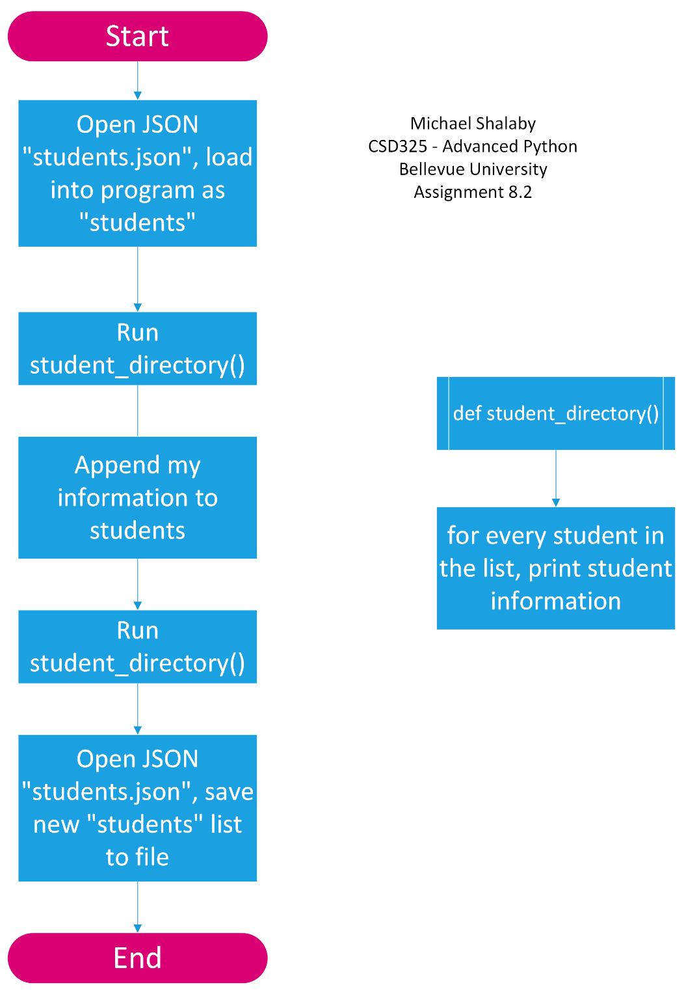 Start
Open JSON
"students.json", load
into program as
"students"
Michael Shalaby
CSD325 - Advanced Python
Bellevue University
Assignment 8.2
Run
student_directory()
def student_directory()
Append my
information to
students
for every student in
the list, print student
information
Run
student_directory()
Open JSON
"students.json", save
new "students" list
to file
End